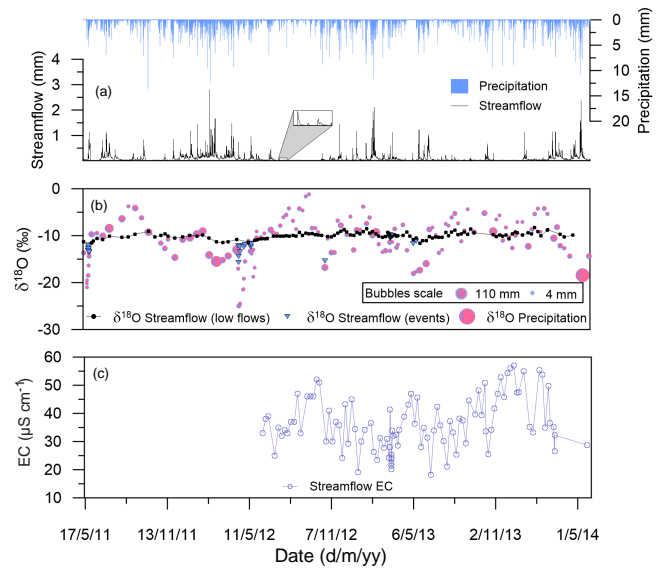 0
5
10
15
20
Precipitation (mm)
4
3
2
1
Streamflow (mm)
(a)
Precipitation
Streamflow
0
-10
-20
-30
δ¹⁸O (‰)
(b)
Bubbles scale 110 mm 4 mm
δ¹⁸O Streamflow (low flows) δ¹⁸O Streamflow (events) δ¹⁸O Precipitation
60
50
40
30
20
10
EC (µS cm⁻¹)
(c)
Streamflow EC
17/5/11 13/11/11 11/5/12 7/11/12 6/5/13 2/11/13 1/5/14
Date (d/m/yy)